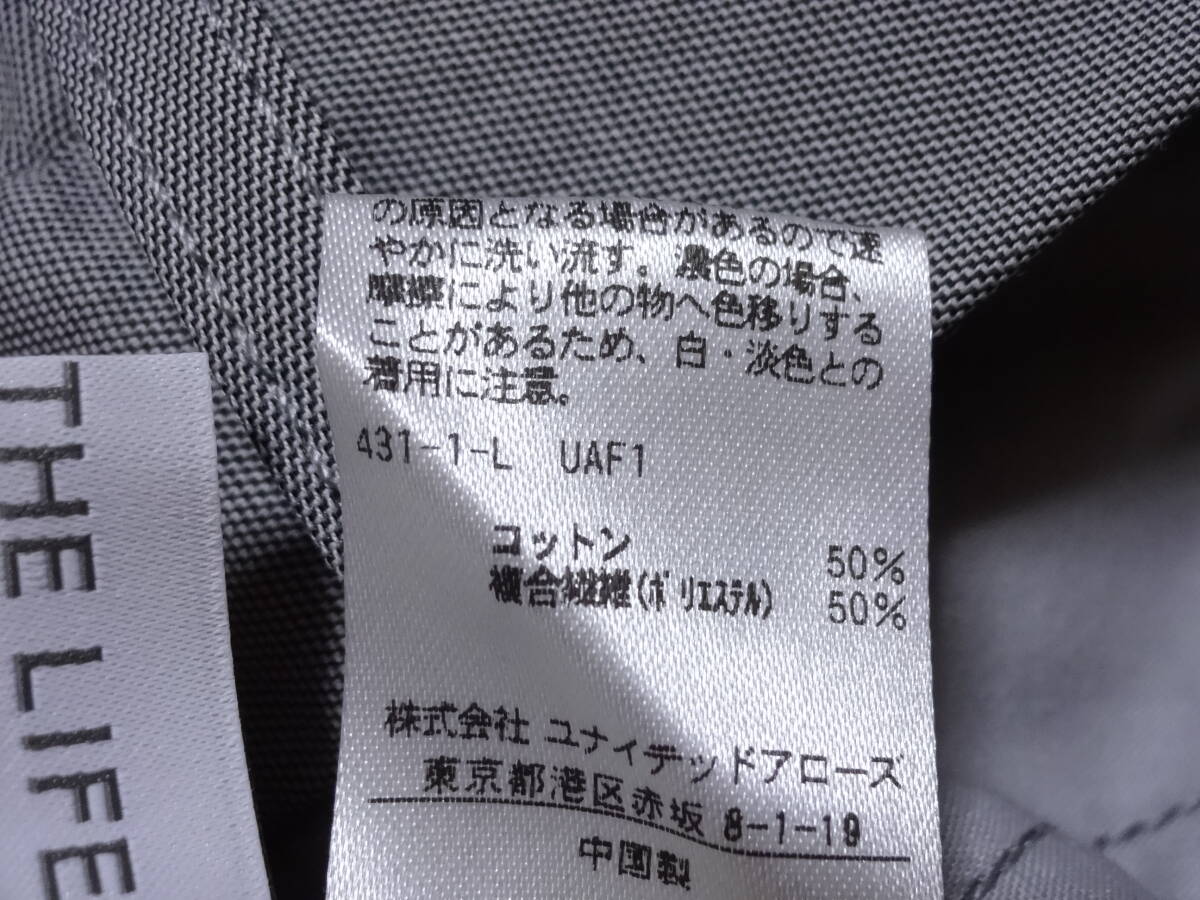 の原因となる場合があるので速
やかに洗い流す。濃色の場合、
摩擦により他の物へ色移りする
ことがあるため、白・淡色との
着用に注意。
431-1-L UAF1
コットン 50%
複合繊維(ポリエステル) 50%
株式会社 ユナイテッドアローズ
東京都港区赤坂 8-1-19
中国製
THE LIFE